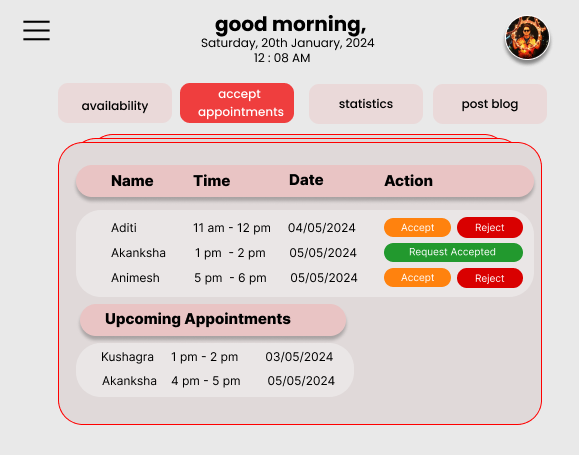 good morning,
Saturday, 20th January, 2024
12 : 08 AM
availability
accept
appointments
statistics
post blog
Name Time Date Action
Aditi 11 am - 12 pm 04/05/2024 Accept Reject
Akanksha 1 pm - 2 pm 05/05/2024 Request Accepted
Animesh 5 pm - 6 pm 05/05/2024 Accept Reject
Upcoming Appointments
Kushagra 1 pm - 2 pm 03/05/2024
Akanksha 4 pm - 5 pm 05/05/2024